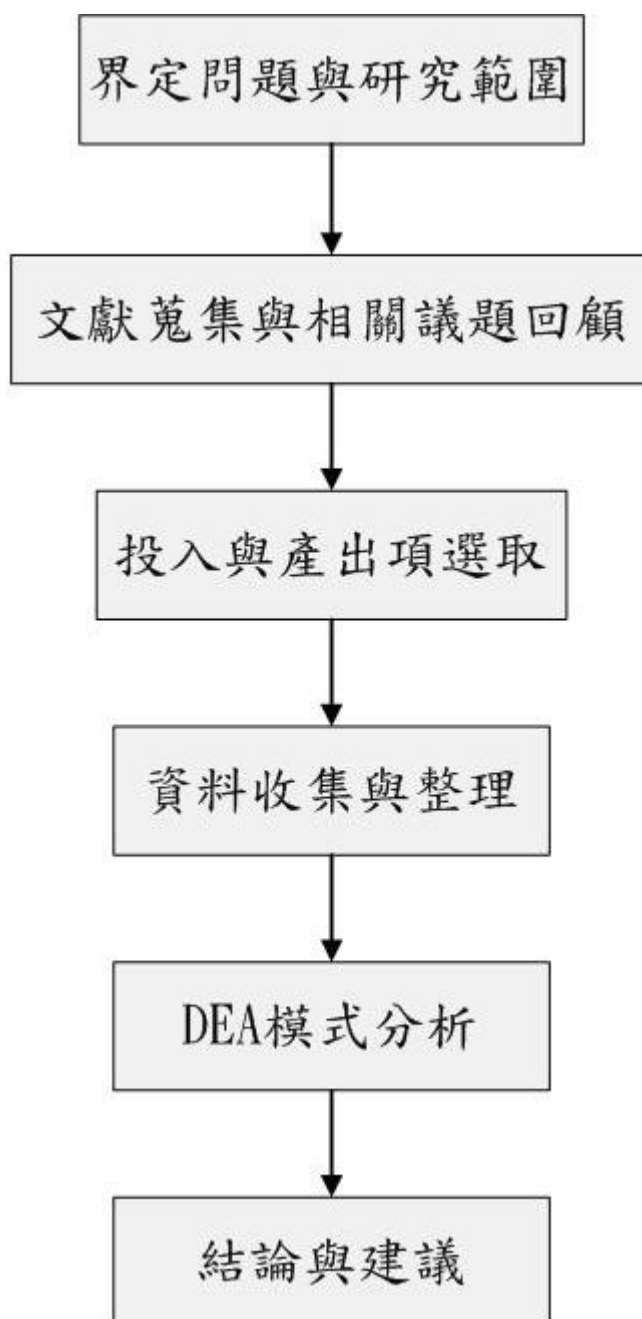 界定問題與研究範圍
文獻蒐集與相關議題回顧
投入與產出項選取
資料收集與整理
DEA模式分析
結論與建議